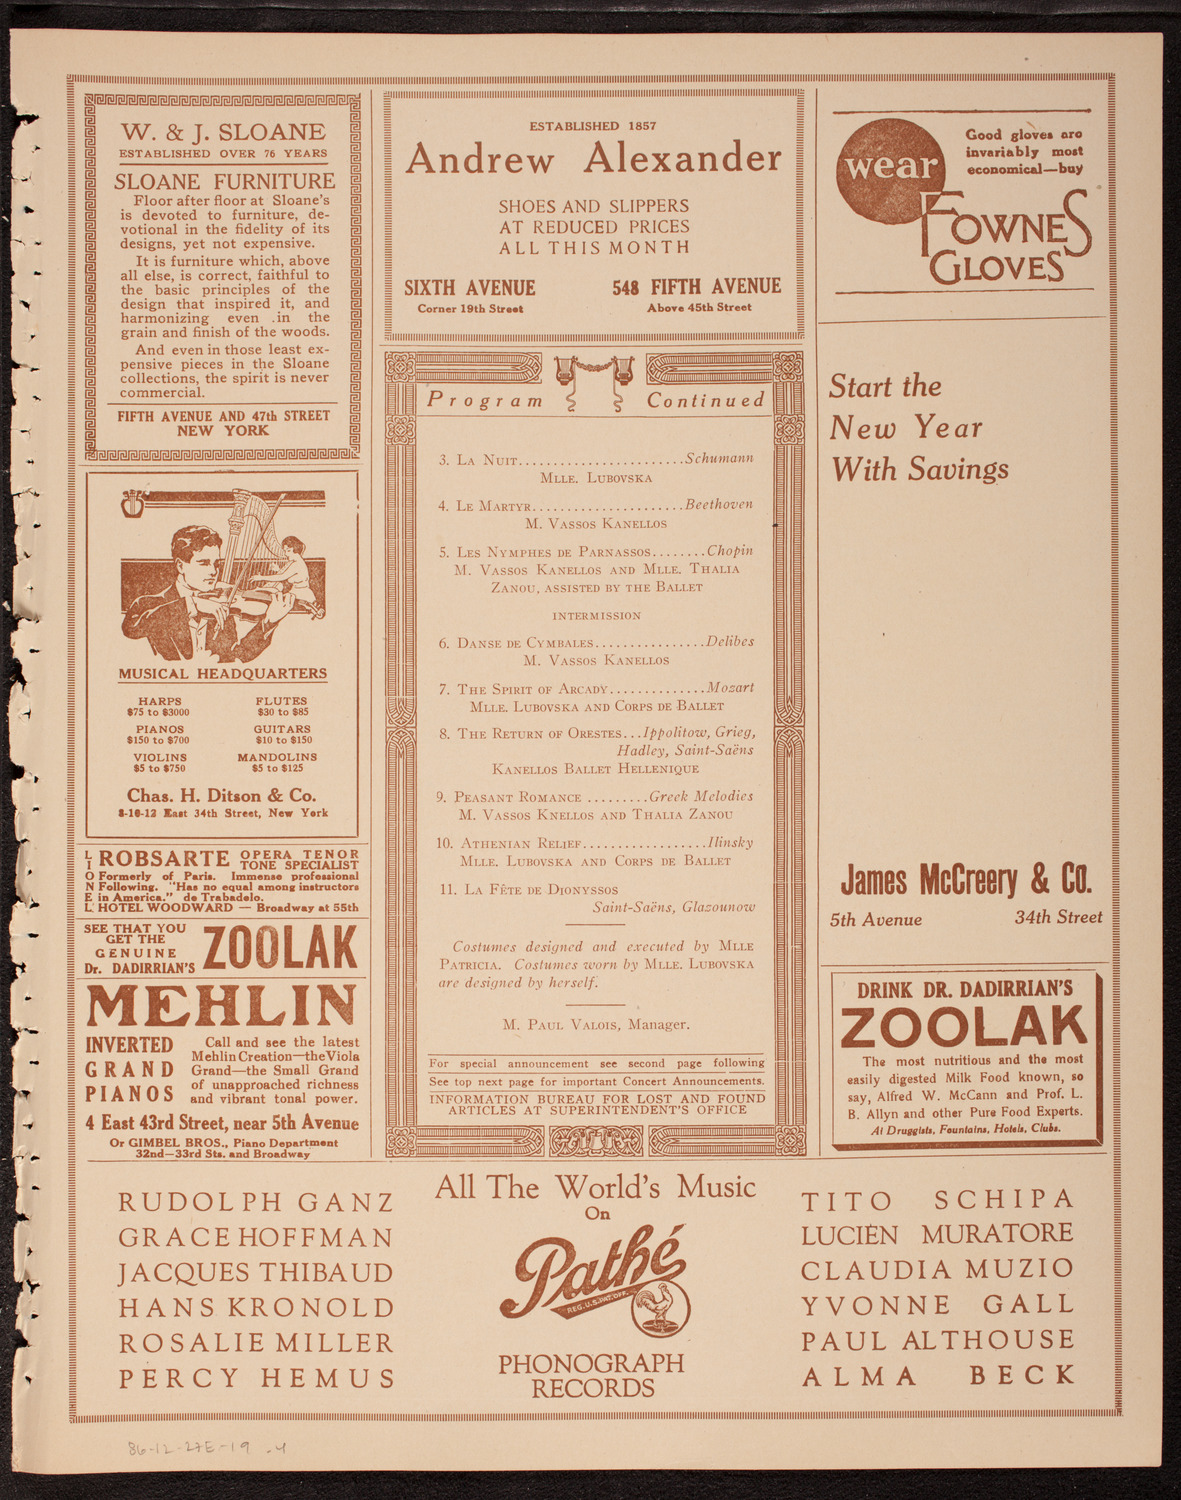 W. & J. SLOANE
ESTABLISHED OVER 76 YEARS
SLOANE FURNITURE
Floor after floor at Sloane's
is devoted to furniture, de-
votional in the fidelity of its
designs, yet not expensive.
It is furniture which, above
all else, is correct, faithful to
the basic principles of the
design that inspired it, and
harmonizing even .in the
grain and finish of the woods.
And even in those least ex-
pensive pieces in the Sloane
collections, the spirit is never
commercial.
FIFTH AVENUE AND 47th STREET
NEW YORK
MUSICAL HEADQUARTERS
HARPS
$75 to $3000
FLUTES
$30 to $85
PIANOS
$150 to $700
GUITARS
$10 to $150
VIOLINS
$5 to $750
MANDOLINS
$5 to $125
Chas. H. Ditson & Co.
8-10-12 East 34th Street, New York
LIONEL ROBSARTE OPERA TENOR
TONE SPECIALIST
Formerly of Paris. Immense professional
Following. "Has no equal among instructors
in America." de Trabadelo.
HOTEL WOODWARD — Broadway at 55th
SEE THAT YOU
GET THE
GENUINE
Dr. DADIRRIAN'S
ZOOLAK
MEHLIN
INVERTED
GRAND
PIANOS
Call and see the latest
Mehlin Creation—the Viola
Grand—the Small Grand
of unapproached richness
and vibrant tonal power.
4 East 43rd Street, near 5th Avenue
Or GIMBEL BROS., Piano Department
32nd—33rd Sts. and Broadway
ESTABLISHED 1857
Andrew Alexander
SHOES AND SLIPPERS
AT REDUCED PRICES
ALL THIS MONTH
SIXTH AVENUE
Corner 19th Street
548 FIFTH AVENUE
Above 45th Street
Program Continued
3. LA NUIT........................Schumann
MLLE. LUBOVSKA
4. LE MARTYR......................Beethoven
M. VASSOS KANELLOS
5. LES NYMPHES DE PARNASSOS........Chopin
M. VASSOS KANELLOS AND MLLE. THALIA
ZANOU, ASSISTED BY THE BALLET
INTERMISSION
6. DANSE DE CYMBALES................Delibes
M. VASSOS KANELLOS
7. THE SPIRIT OF ARCADY..............Mozart
MLLE. LUBOVSKA AND CORPS DE BALLET
8. THE RETURN OF ORESTES...Ippolitow, Grieg,
Hadley, Saint-Saëns
KANELLOS BALLET HELLENIQUE
9. PEASANT ROMANCE .........Greek Melodies
M. VASSOS KNELLOS AND THALIA ZANOU
10. ATHENIAN RELIEF..................Ilinsky
MLLE. LUBOVSKA AND CORPS DE BALLET
11. LA FÊTE DE DIONYSSOS
Saint-Saëns, Glazounow
Costumes designed and executed by MLLE
PATRICIA. Costumes worn by MLLE. LUBOVSKA
are designed by herself.
M. PAUL VALOIS, Manager.
For special announcement see second page following
See top next page for important Concert Announcements.
INFORMATION BUREAU FOR LOST AND FOUND
ARTICLES AT SUPERINTENDENT'S OFFICE
wear
Good gloves are
invariably most
economical—buy
FOWNES
GLOVES
Start the
New Year
With Savings
James McCreery & Co.
5th Avenue 34th Street
DRINK DR. DADIRRIAN'S
ZOOLAK
The most nutritious and the most
easily digested Milk Food known, so
say, Alfred W. McCann and Prof. L.
B. Allyn and other Pure Food Experts.
At Druggists, Fountains, Hotels, Clubs.
RUDOLPH GANZ
GRACE HOFFMAN
JACQUES THIBAUD
HANS KRONOLD
ROSALIE MILLER
PERCY HEMUS
All The World's Music
On
Pathé
REG. U.S. PAT. OFF.
PHONOGRAPH
RECORDS
TITO SCHIPA
LUCIEN MURATORE
CLAUDIA MUZIO
YVONNE GALL
PAUL ALTHOUSE
ALMA BECK
86-12-27E-19 .4